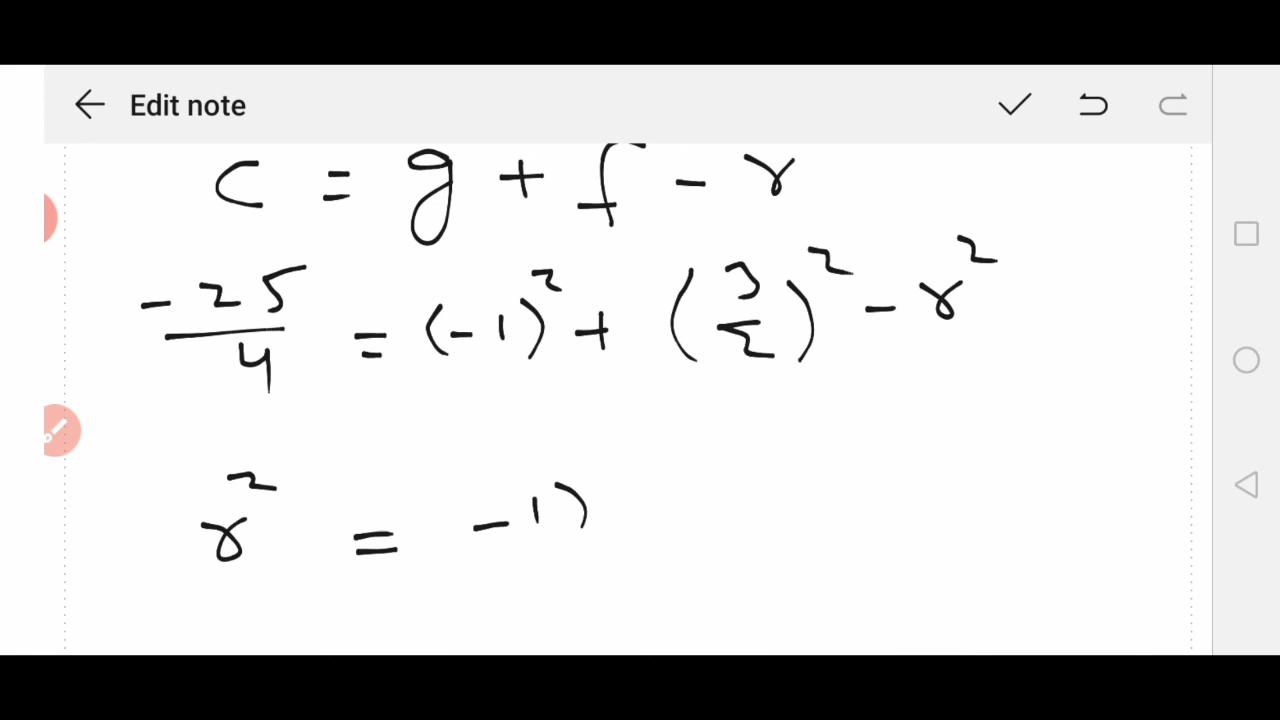 Edit note
c = g + f - r
-25/4 = (-1)² + (3/2)² - r²
r² = -1)